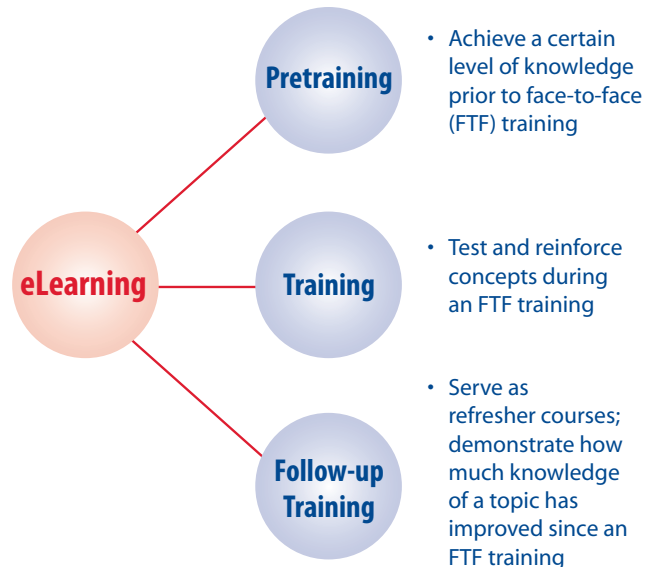 Pretraining
• Achieve a certain
level of knowledge
prior to face-to-face
(FTF) training
eLearning
Training
• Test and reinforce
concepts during
an FTF training
Follow-up
Training
• Serve as
refresher courses;
demonstrate how
much knowledge
of a topic has
improved since an
FTF training